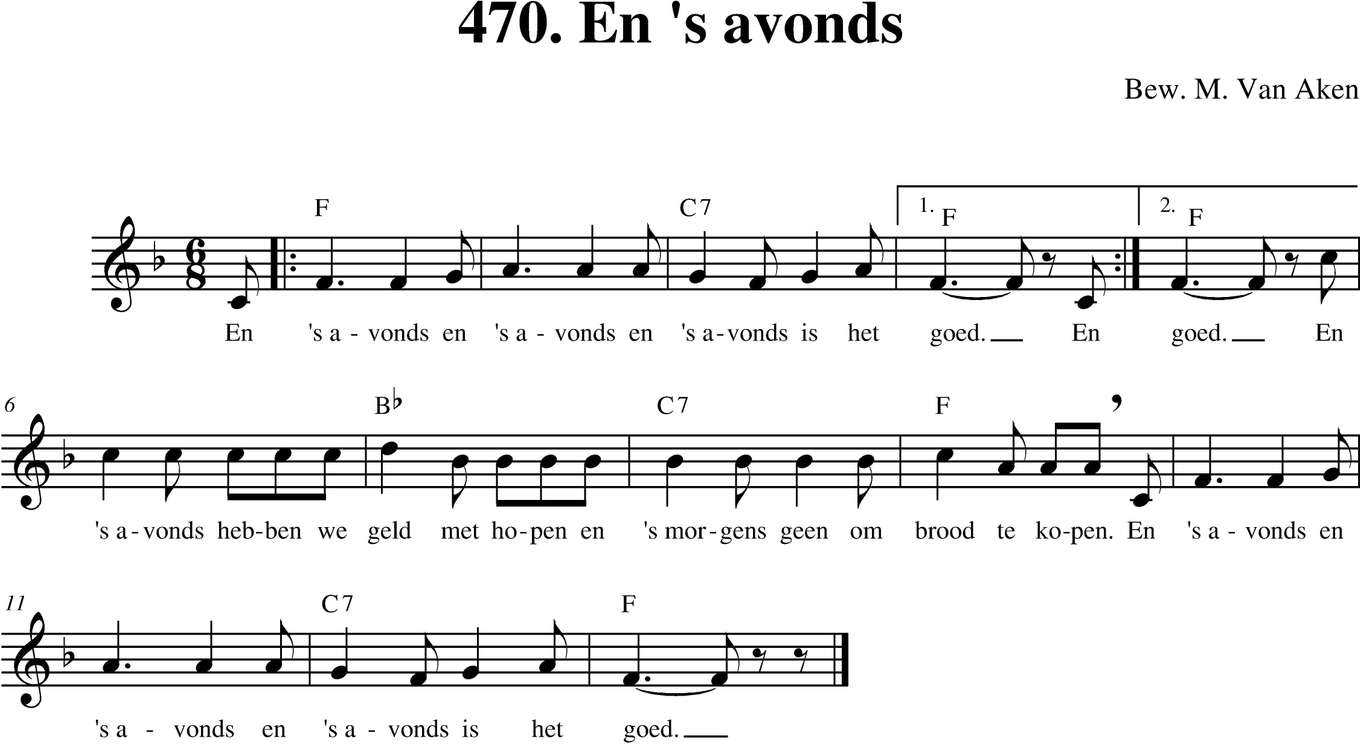 470. En 's avonds
Bew. M. Van Aken
F C7 1. F 2. F
En 's a - vonds en 's a - vonds en 's a-vonds is het goed. En goed. En
6 B♭ C7 F
's a-vonds heb-ben we geld met ho-pen en 's mor-gens geen om brood te ko-pen. En 's a - vonds en
11 C7 F
's a - vonds en 's a - vonds is het goed.